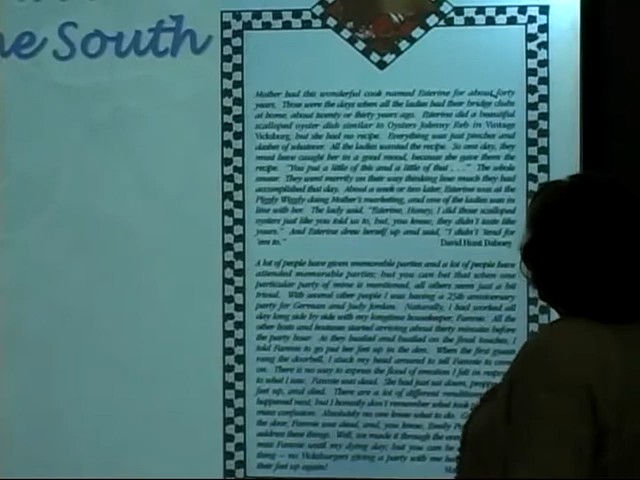 he South
Mother had this wonderful cook named Esterine for about forty
years. Those were the days when all the ladies had their bridge clubs
at home, about twenty or thirty years ago. Esterine did a beautiful
scalloped oyster dish similar to Oysters Johnny Reb in Vintage
Vicksburg, but she had no recipe. Everything was just pinches and
dashes of whatever. All the ladies wanted the recipe. So one day, they
must have caught her in a good mood, because she gave them the
recipe. "You put a little of this and a little of that . . ." The whole
They went merrily on their way thinking how much they had
accomplished that day. About a week or two later, Esterine was at the
Piggly Wiggly doing Mother's marketing, and one of the ladies was in
line with her. The lady said, "Esterine, Honey, I did those scalloped
oysters just like you told us to, but, you know, they didn't taste like
yours." And Esterine drew herself up and said, "I didn't 'tend for
'em to." David Hunt Dabney
A lot of people have given memorable parties and a lot of people have
attended memorable parties; but you can bet that when one
particular party of mine is mentioned, all others seem just a bit
trivial. With several other people I was having a 25th anniversary
party for German and Judy Jordan. Naturally, I had worked all
day long side by side with my longtime housekeeper, Fannie. All the
other hosts and hostesses started arriving about thirty minutes before
the party hour. As they bustled and bustled on the final touches, I
told Fannie to go put her feet up in the den. When the first guest
rang the doorbell, I stuck my head around to tell Fannie to come
on. There is no way to express the flood of emotion I felt in
to what I saw. Fannie was dead. She had just sat down,
feet up, and died. There are a lot of different
happened next, but I honestly don't remember what
mass confusion. Absolutely no one knew what to do.
the door, Fannie was dead, and, you know, Emily
address these things. Well, we made it through the
miss Fannie until my dying day; but you can be
thing – no Vicksburgers giving a party with me
their feet up again!